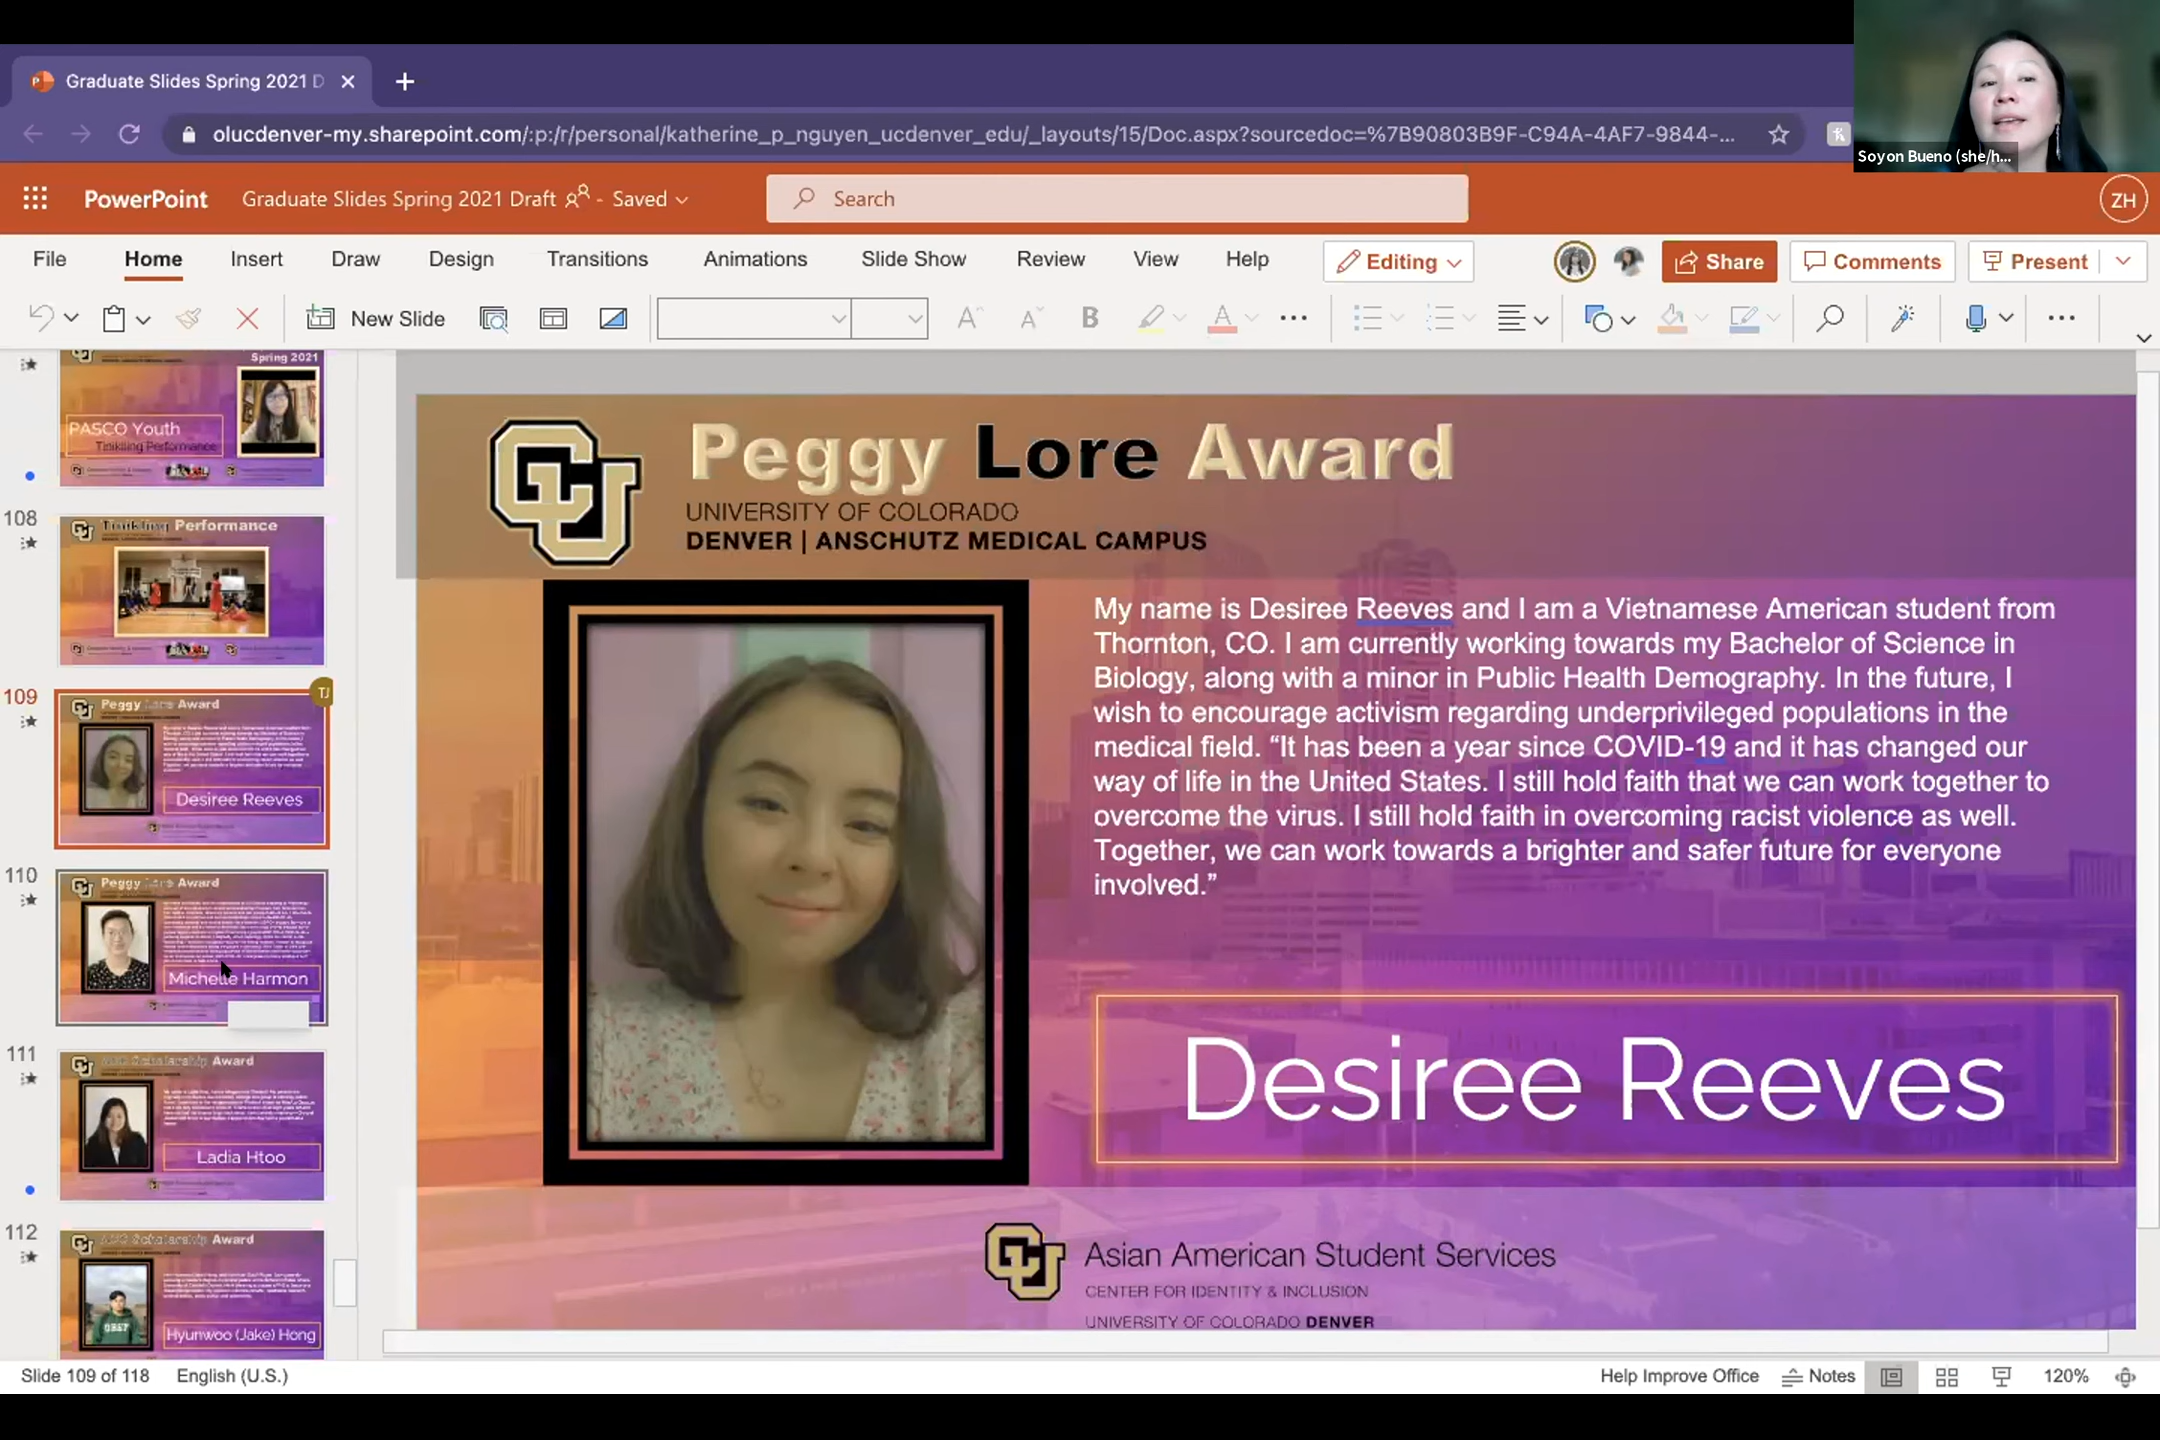 Graduate Slides Spring 2021 D
olucdenver-my.sharepoint.com/:p:/r/personal/katherine_p_nguyen_ucdenver_edu/_layouts/15/Doc.aspx?sourcedoc=%7B90803B9F-C94A-4AF7-9844-...
Soyon Bueno (she/h...
PowerPoint
Graduate Slides Spring 2021 Draft - Saved
Search
ZH
File Home Insert Draw Design Transitions Animations Slide Show Review View Help
Editing
Share
Comments
Present
New Slide
Spring 2021
PASCO Youth
Tinikling Performance
108
Tinikling Performance
109
TJ
Peggy Lore Award
Desiree Reeves
110
Peggy Lore Award
Michelle Harmon
111
Scholarship Award
Ladia Htoo
112
Scholarship Award
Hyunwoo (Jake) Hong
Peggy Lore Award
UNIVERSITY OF COLORADO
DENVER | ANSCHUTZ MEDICAL CAMPUS
My name is Desiree Reeves and I am a Vietnamese American student from
Thornton, CO. I am currently working towards my Bachelor of Science in
Biology, along with a minor in Public Health Demography. In the future, I
wish to encourage activism regarding underprivileged populations in the
medical field. “It has been a year since COVID-19 and it has changed our
way of life in the United States. I still hold faith that we can work together to
overcome the virus. I still hold faith in overcoming racist violence as well.
Together, we can work towards a brighter and safer future for everyone
involved.”
Desiree Reeves
CU
Asian American Student Services
CENTER FOR IDENTITY & INCLUSION
UNIVERSITY OF COLORADO DENVER
Slide 109 of 118
English (U.S.)
Help Improve Office
Notes
120%